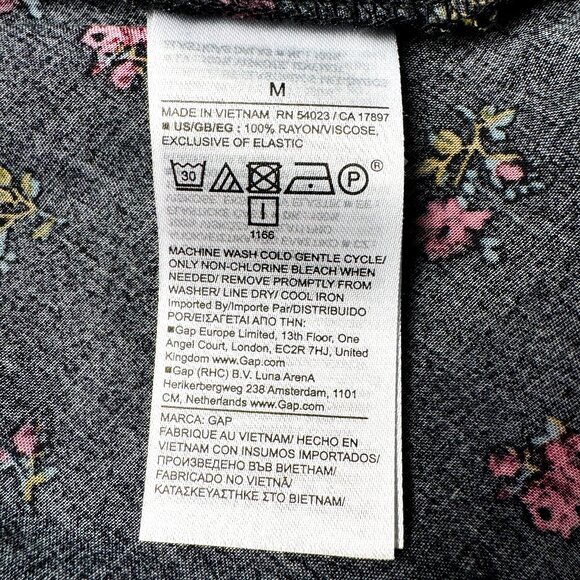 M
MADE IN VIETNAM RN 54023 / CA 17897
US/GB/EG : 100% RAYON/VISCOSE,
EXCLUSIVE OF ELASTIC
30 P ®
1166
MACHINE WASH COLD GENTLE CYCLE/
ONLY NON-CHLORINE BLEACH WHEN
NEEDED/ REMOVE PROMPTLY FROM
WASHER/ LINE DRY/ COOL IRON
Imported By/Importe Par/DISTRIBUIDO
POR/ΕΙΣΑΓΕΤΑΙ ΑΠΟ ΤΗΝ:
Gap Europe Limited, 13th Floor, One
Angel Court, London, EC2R 7HJ, United
Kingdom www.Gap.com
Gap (RHC) B.V. Luna ArenA
Herikerbergweg 238 Amsterdam, 1101
CM, Netherlands www.Gap.com
MARCA: GAP
FABRIQUE AU VIETNAM/ HECHO EN
VIETNAM CON INSUMOS IMPORTADOS/
ПРОИЗВЕДЕНО ВЪВ ВИЕТНАМ/
FABRICADO NO VIETNÃ/
ΚΑΤΑΣΚΕΥΑΣΤΗΚΕ ΣΤΟ ΒΙΕΤΝΑΜ/